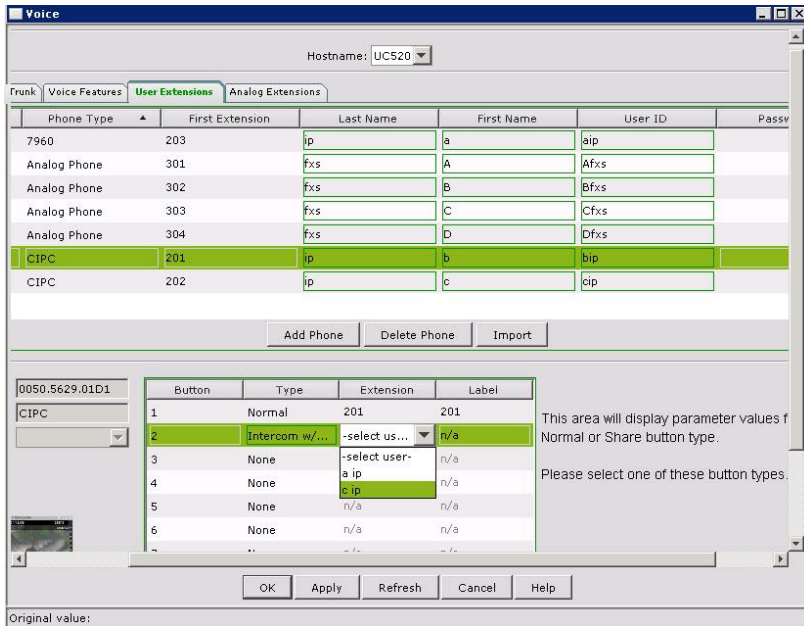 Voice
Hostname: UC520
Trunk Voice Features User Extensions Analog Extensions
Phone Type First Extension Last Name First Name User ID Passw
7960 203 ip a aip
Analog Phone 301 fxs A Afxs
Analog Phone 302 fxs B Bfxs
Analog Phone 303 fxs C Cfxs
Analog Phone 304 fxs D Dfxs
CIPC 201 ip b bip
CIPC 202 ip c cip
Add Phone Delete Phone Import
0050.5629.01D1
CIPC
Button Type Extension Label
1 Normal 201 201
2 Intercom w/... -select us... n/a
3 None -select user- n/a
4 None a ip n/a
c ip
5 None n/a n/a
6 None n/a n/a
This area will display parameter values f
Normal or Share button type.
Please select one of these button types.
OK Apply Refresh Cancel Help
Original value: